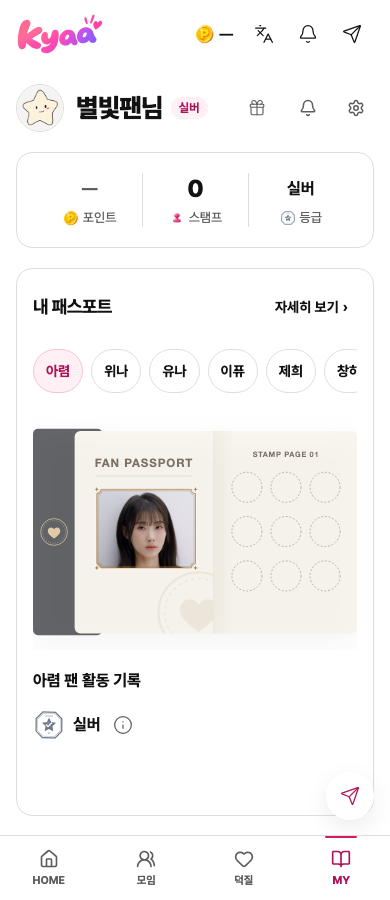 kyaa
P —
별빛팬님 실버
— 0 실버
포인트 스탬프 등급
내 패스포트 자세히 보기 ›
아렴 위나 유나 이퓨 제희
FAN PASSPORT
STAMP PAGE 01
아렴 팬 활동 기록
실버
HOME 모임 덕질 MY